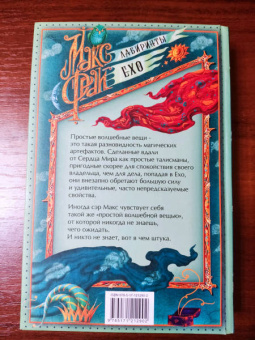 Макс
Фрай
ЛАБИРИНТЫ
ЕХО
Простые волшебные вещи -
это такая разновидность магических
артефактов. Сделанные вдали
от Сердца Мира как простые талисманы,
пригодные скорее для спокойствия своего
владельца, чем для дела, попадая в Ехо,
они внезапно обретают большую силу
и удивительные, часто непредсказуемые
свойства.
Иногда сэр Макс чувствует себя
такой же «простой волшебной вещью»,
от которой никогда не знаешь,
чего ожидать.
И никто не знает, вот в чем штука.